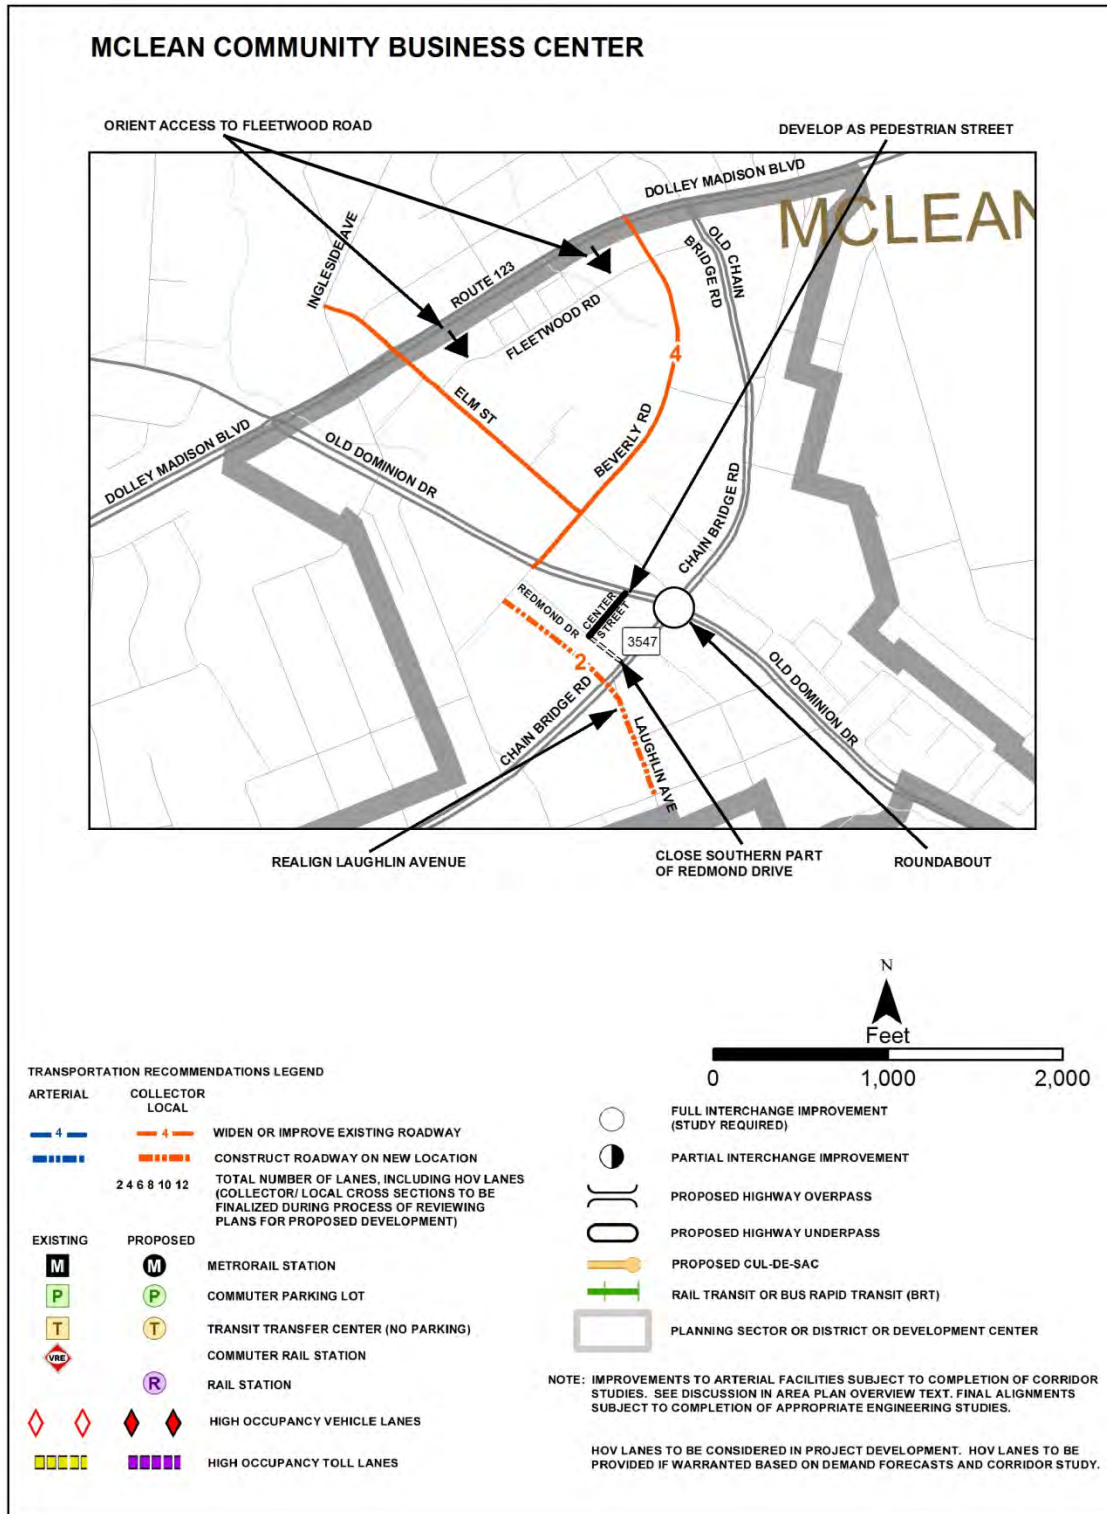 MCLEAN COMMUNITY BUSINESS CENTER
ORIENT ACCESS TO FLEETWOOD ROAD
DEVELOP AS PEDESTRIAN STREET
DOLLEY MADISON BLVD
MCLEAN
INGLESIDE AVE
ROUTE 123
OLD CHAIN
BRIDGE RD
FLEETWOOD RD
4
ELM ST
BEVERLY RD
DOLLEY MADISON BLVD
OLD DOMINION DR
CHAIN BRIDGE RD
REDMOND DR
CENTER
STREET
3547
2
OLD DOMINION DR
CHAIN BRIDGE RD
LAUGHLIN AVE
REALIGN LAUGHLIN AVENUE
CLOSE SOUTHERN PART
OF REDMOND DRIVE
ROUNDABOUT
N
Feet
0 1,000 2,000
TRANSPORTATION RECOMMENDATIONS LEGEND
ARTERIAL COLLECTOR
LOCAL
4 4 WIDEN OR IMPROVE EXISTING ROADWAY
CONSTRUCT ROADWAY ON NEW LOCATION
2 4 6 8 10 12 TOTAL NUMBER OF LANES, INCLUDING HOV LANES
(COLLECTOR/ LOCAL CROSS SECTIONS TO BE
FINALIZED DURING PROCESS OF REVIEWING
PLANS FOR PROPOSED DEVELOPMENT)
EXISTING PROPOSED
M M METRORAIL STATION
P P COMMUTER PARKING LOT
T T TRANSIT TRANSFER CENTER (NO PARKING)
VRE COMMUTER RAIL STATION
R RAIL STATION
HIGH OCCUPANCY VEHICLE LANES
HIGH OCCUPANCY TOLL LANES
FULL INTERCHANGE IMPROVEMENT
(STUDY REQUIRED)
PARTIAL INTERCHANGE IMPROVEMENT
PROPOSED HIGHWAY OVERPASS
PROPOSED HIGHWAY UNDERPASS
PROPOSED CUL-DE-SAC
RAIL TRANSIT OR BUS RAPID TRANSIT (BRT)
PLANNING SECTOR OR DISTRICT OR DEVELOPMENT CENTER
NOTE: IMPROVEMENTS TO ARTERIAL FACILITIES SUBJECT TO COMPLETION OF CORRIDOR
STUDIES. SEE DISCUSSION IN AREA PLAN OVERVIEW TEXT. FINAL ALIGNMENTS
SUBJECT TO COMPLETION OF APPROPRIATE ENGINEERING STUDIES.
HOV LANES TO BE CONSIDERED IN PROJECT DEVELOPMENT. HOV LANES TO BE
PROVIDED IF WARRANTED BASED ON DEMAND FORECASTS AND CORRIDOR STUDY.